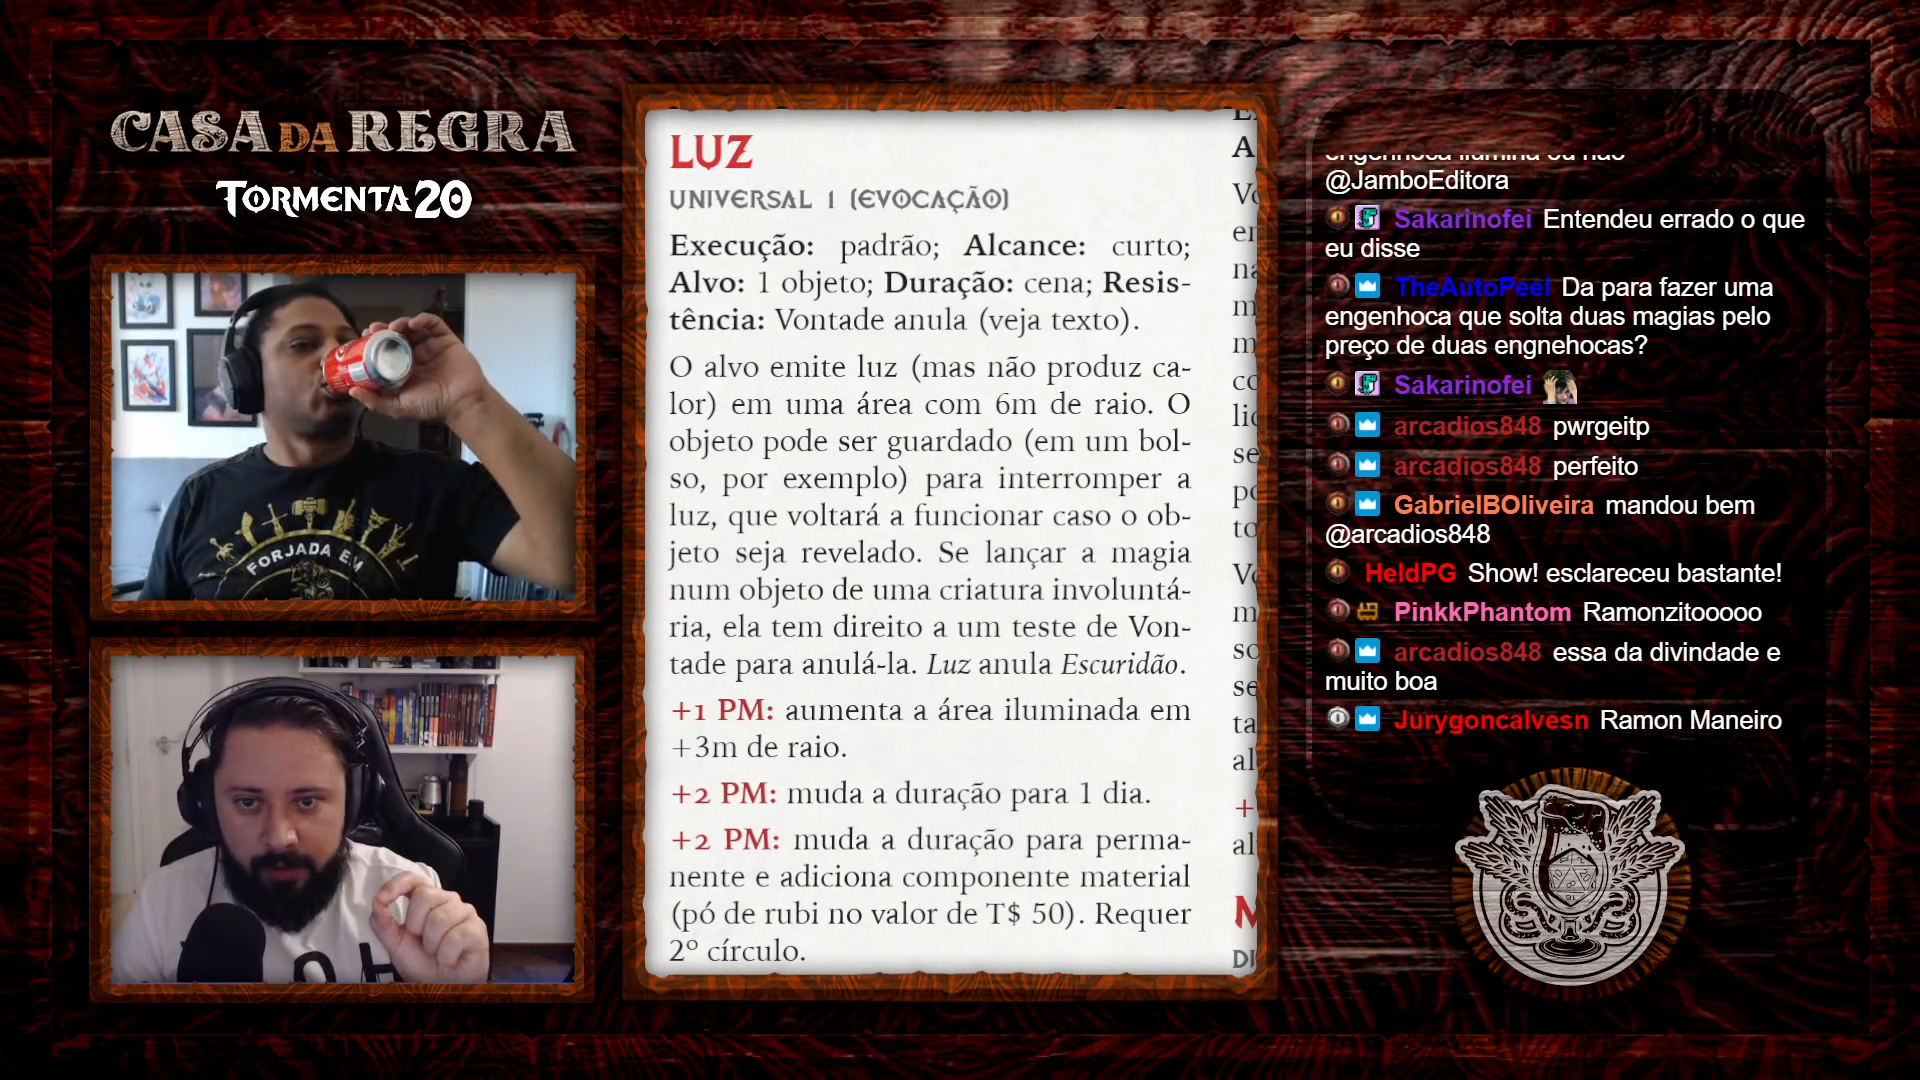 CASA DA REGRA
TORMENTA20
FORJADA EM
LUZ
UNIVERSAL 1 (EVOCAÇÃO)
Execução: padrão; Alcance: curto;
Alvo: 1 objeto; Duração: cena; Resis-
tência: Vontade anula (veja texto).
O alvo emite luz (mas não produz ca-
lor) em uma área com 6m de raio. O
objeto pode ser guardado (em um bol-
so, por exemplo) para interromper a
luz, que voltará a funcionar caso o ob-
jeto seja revelado. Se lançar a magia
num objeto de uma criatura involuntá-
ria, ela tem direito a um teste de Von-
tade para anulá-la. Luz anula Escuridão.
+1 PM: aumenta a área iluminada em
+3m de raio.
+2 PM: muda a duração para 1 dia.
+2 PM: muda a duração para perma-
nente e adiciona componente material
(pó de rubi no valor de T$ 50). Requer
2º círculo.
engenhoca ilumina ou não
@JamboEditora
Sakarinofei Entendeu errado o que
eu disse
TheAutoPeel Da para fazer uma
engenhoca que solta duas magias pelo
preço de duas engnehocas?
Sakarinofei
arcadios848 pwrgeitp
arcadios848 perfeito
GabrielBOliveira mandou bem
@arcadios848
HeldPG Show! esclareceu bastante!
PinkkPhantom Ramonzitooooo
arcadios848 essa da divindade e
muito boa
Jurygoncalvesn Ramon Maneiro